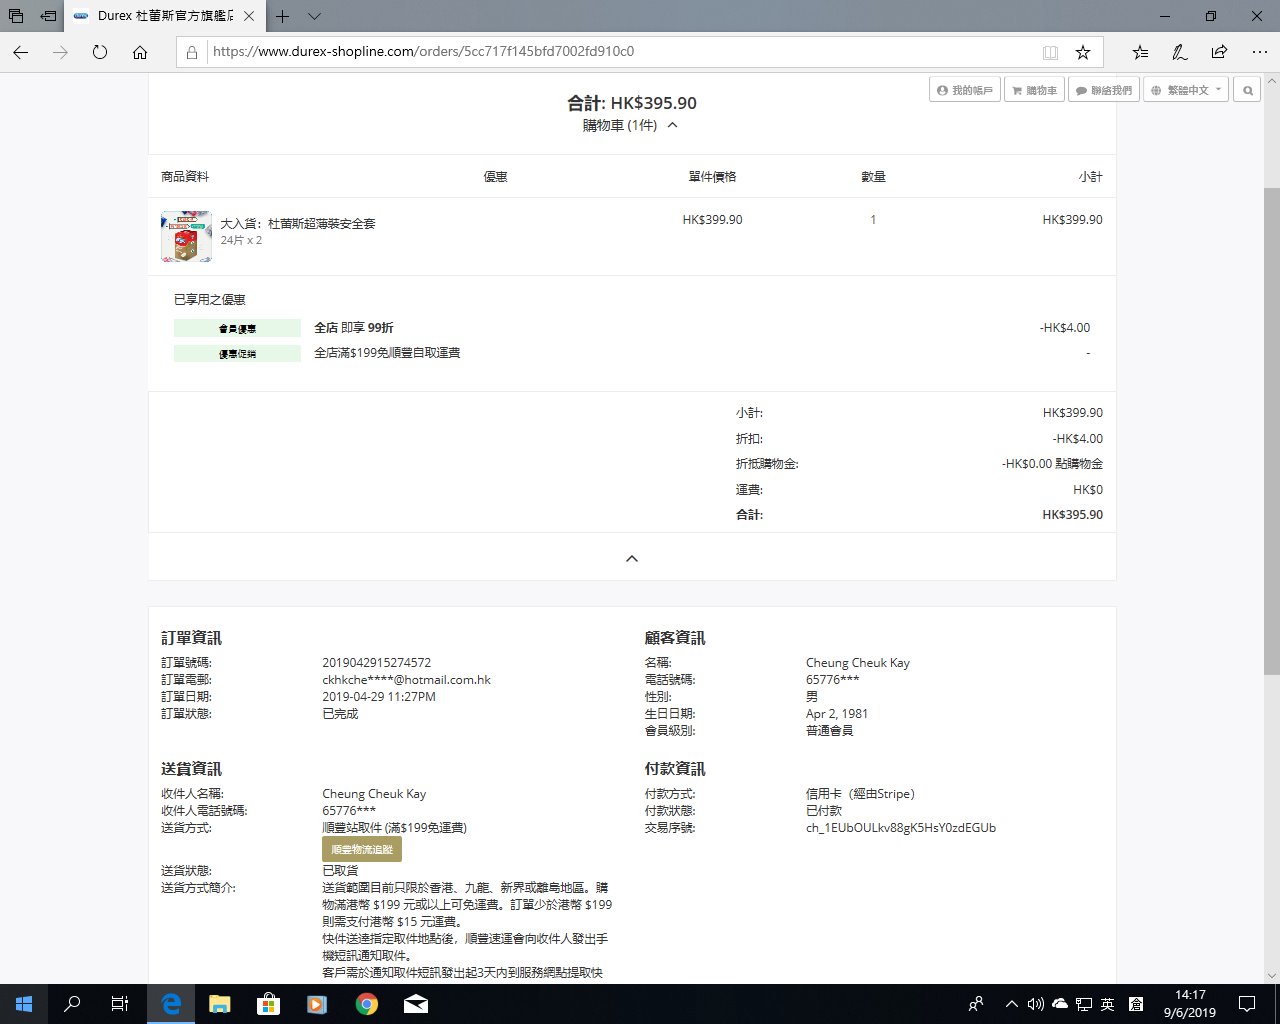 Durex 杜蕾斯官方旗艦店
https://www.durex-shopline.com/orders/5cc717f145bfd7002fd910c0
我的帳戶 購物車 聯絡我們 繁體中文
合計: HK$395.90
購物車 (1件)
商品資料 優惠 單件價格 數量 小計
大入貨：杜蕾斯超薄裝安全套 HK$399.90 1 HK$399.90
24片 x 2
已享用之優惠
會員優惠 全店 即享 99折 -HK$4.00
優惠促銷 全店滿$199免順豐自取運費 -
小計: HK$399.90
折扣: -HK$4.00
折抵購物金: -HK$0.00 點購物金
運費: HK$0
合計: HK$395.90
訂單資訊
訂單號碼: 2019042915274572
訂單電郵: ckhkche****@hotmail.com.hk
訂單日期: 2019-04-29 11:27PM
訂單狀態: 已完成
顧客資訊
名稱: Cheung Cheuk Kay
電話號碼: 65776***
性別: 男
生日日期: Apr 2, 1981
會員級別: 普通會員
送貨資訊
收件人名稱: Cheung Cheuk Kay
收件人電話號碼: 65776***
送貨方式: 順豐站取件 (滿$199免運費)
順豐物流追蹤
送貨狀態: 已取貨
送貨方式簡介: 送貨範圍目前只限於香港、九龍、新界或離島地區。購
物滿港幣 $199 元或以上可免運費。訂單少於港幣 $199
則需支付港幣 $15 元運費。
快件送達指定取件地點後，順豐速運會向收件人發出手
機短訊通知取件。
客戶需於通知取件短訊發出起3天內到服務網點提取快
付款資訊
付款方式: 信用卡（經由Stripe）
付款狀態: 已付款
交易序號: ch_1EUbOULkv88gK5HsY0zdEGUb
英 倉
14:17
9/6/2019